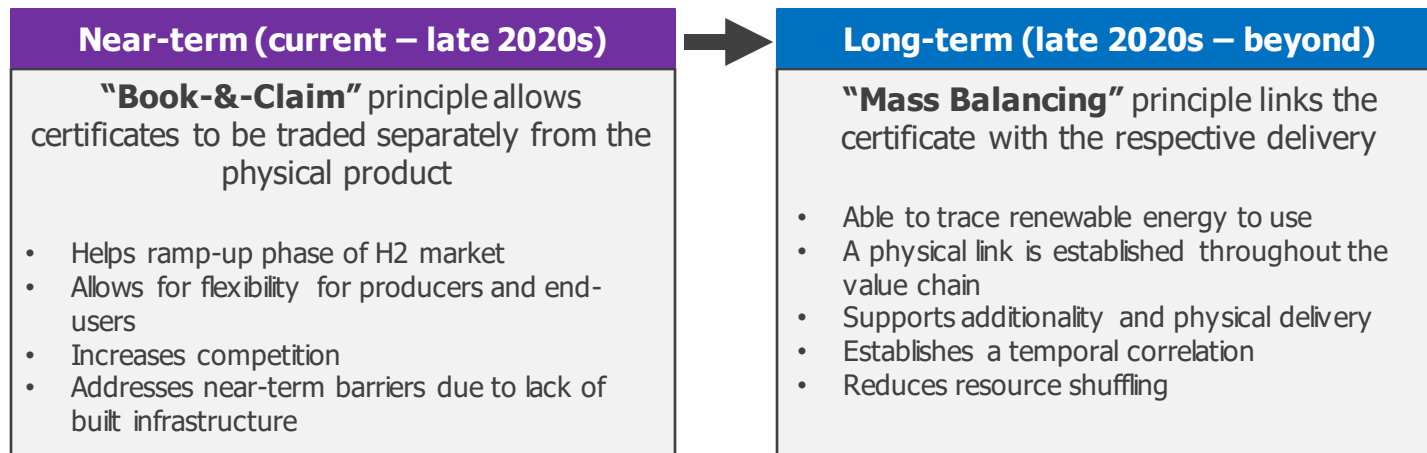 Near-term (current – late 2020s)
“Book-&-Claim” principle allows
certificates to be traded separately from the
physical product
• Helps ramp-up phase of H2 market
• Allows for flexibility for producers and end-
users
• Increases competition
• Addresses near-term barriers due to lack of
built infrastructure
Long-term (late 2020s – beyond)
“Mass Balancing” principle links the
certificate with the respective delivery
• Able to trace renewable energy to use
• A physical link is established throughout the
value chain
• Supports additionality and physical delivery
• Establishes a temporal correlation
• Reduces resource shuffling